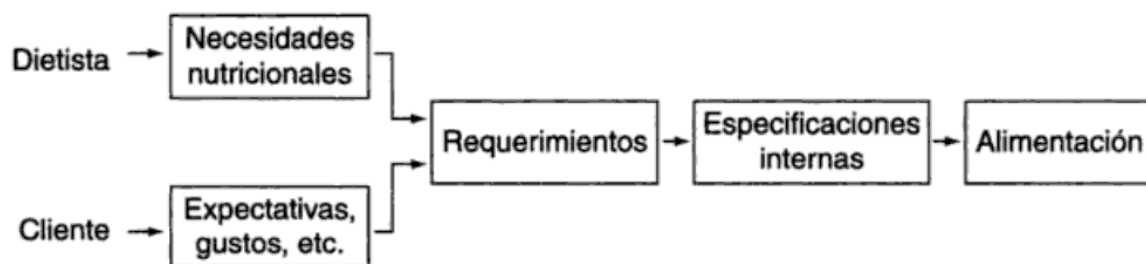 Dietista
Necesidades
nutricionales
Requerimientos
Especificaciones
internas
Alimentación
Cliente
Expectativas,
gustos, etc.